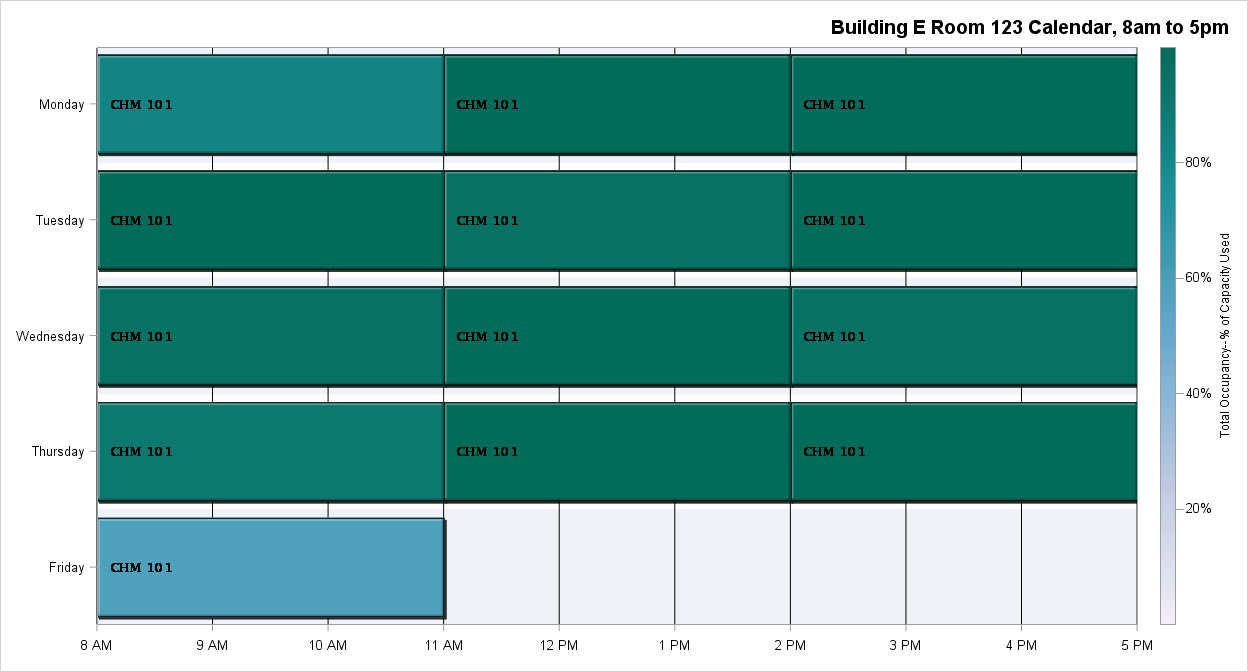 Building E Room 123 Calendar, 8am to 5pm
Monday
CHM 101
CHM 101
CHM 101
Tuesday
CHM 101
CHM 101
CHM 101
Wednesday
CHM 101
CHM 101
CHM 101
Thursday
CHM 101
CHM 101
CHM 101
Friday
CHM 101
8 AM
9 AM
10 AM
11 AM
12 PM
1 PM
2 PM
3 PM
4 PM
5 PM
80%
60%
40%
20%
Total Occupancy--% of Capacity Used